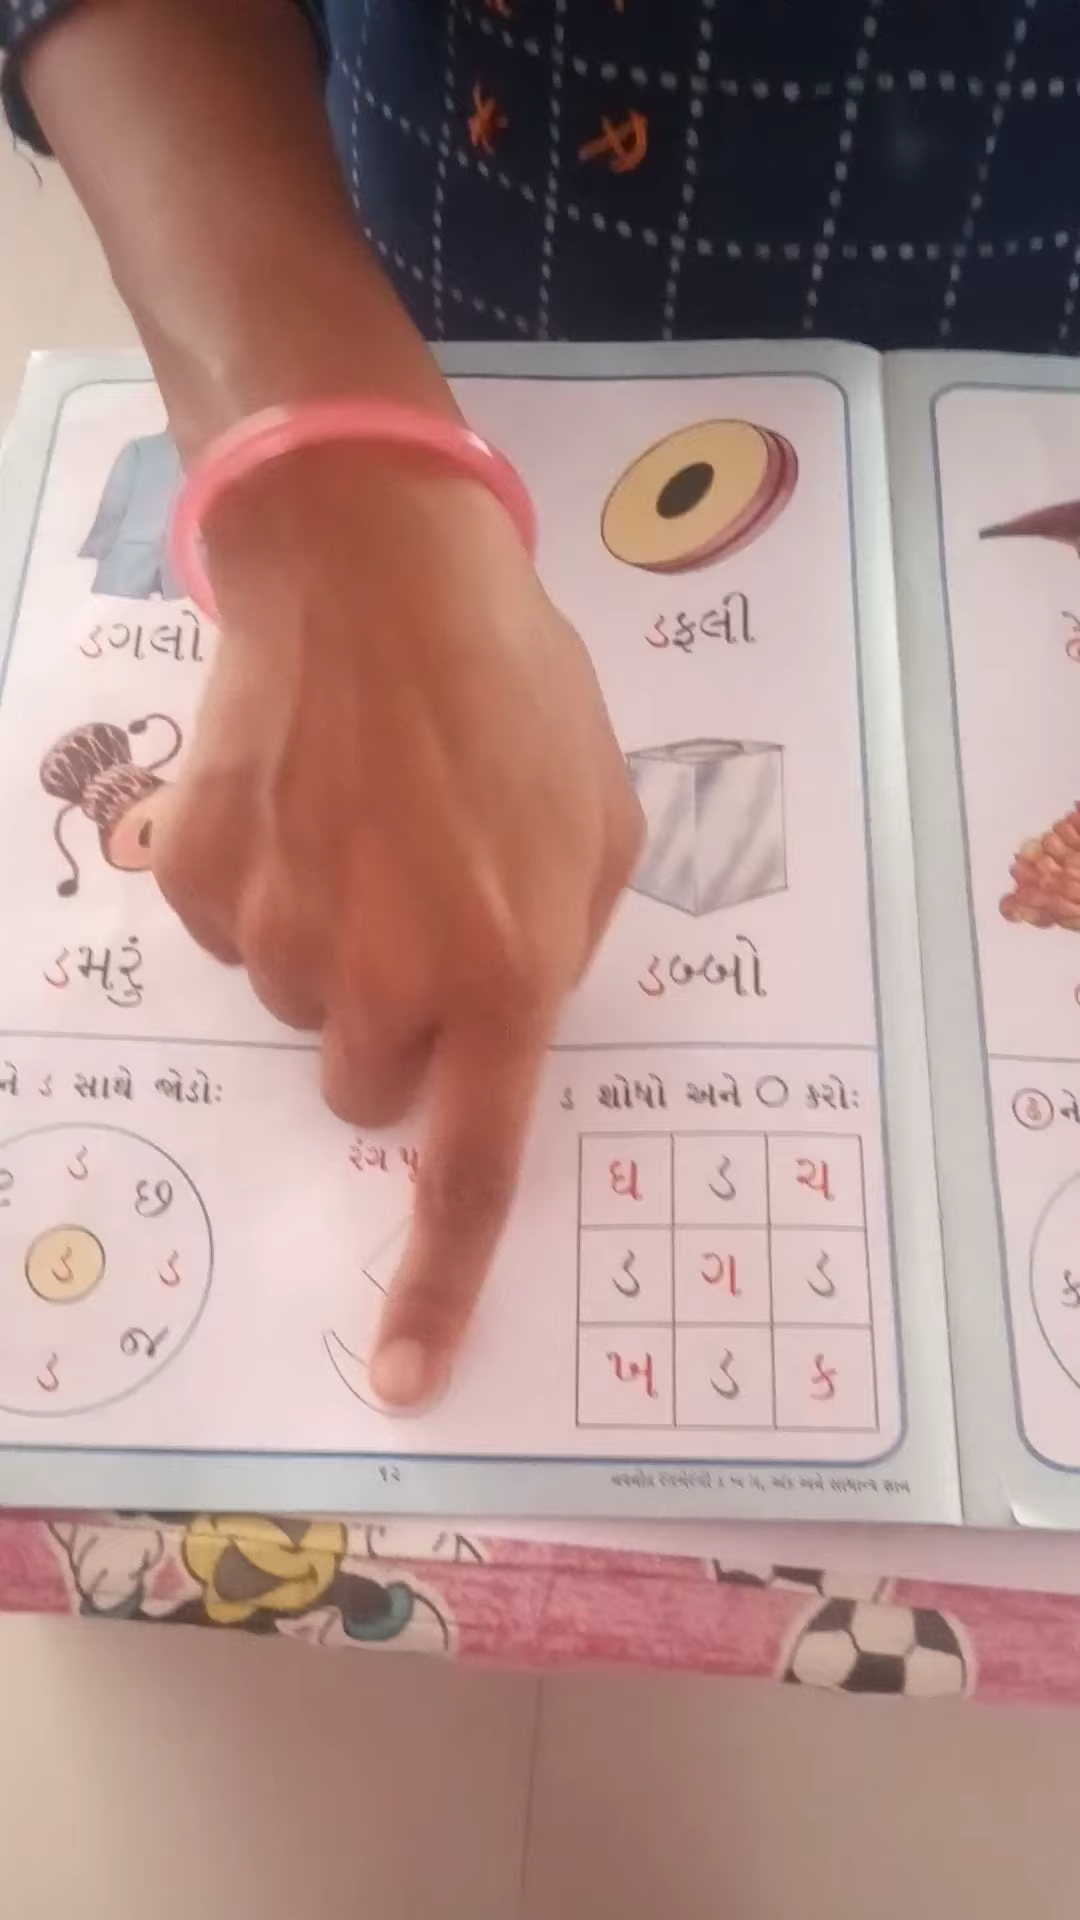 ડગલો
ડફલી
ડમરું
ડબ્બો
ને ડ સાથે જોડો:
ડ
છ
ડ
ડ
જ
ડ
રંગ
ડ શોધો અને ○ કરો:
ઘ ડ ચ
ડ ગ ડ
ખ ડ ક
૧૨
ને